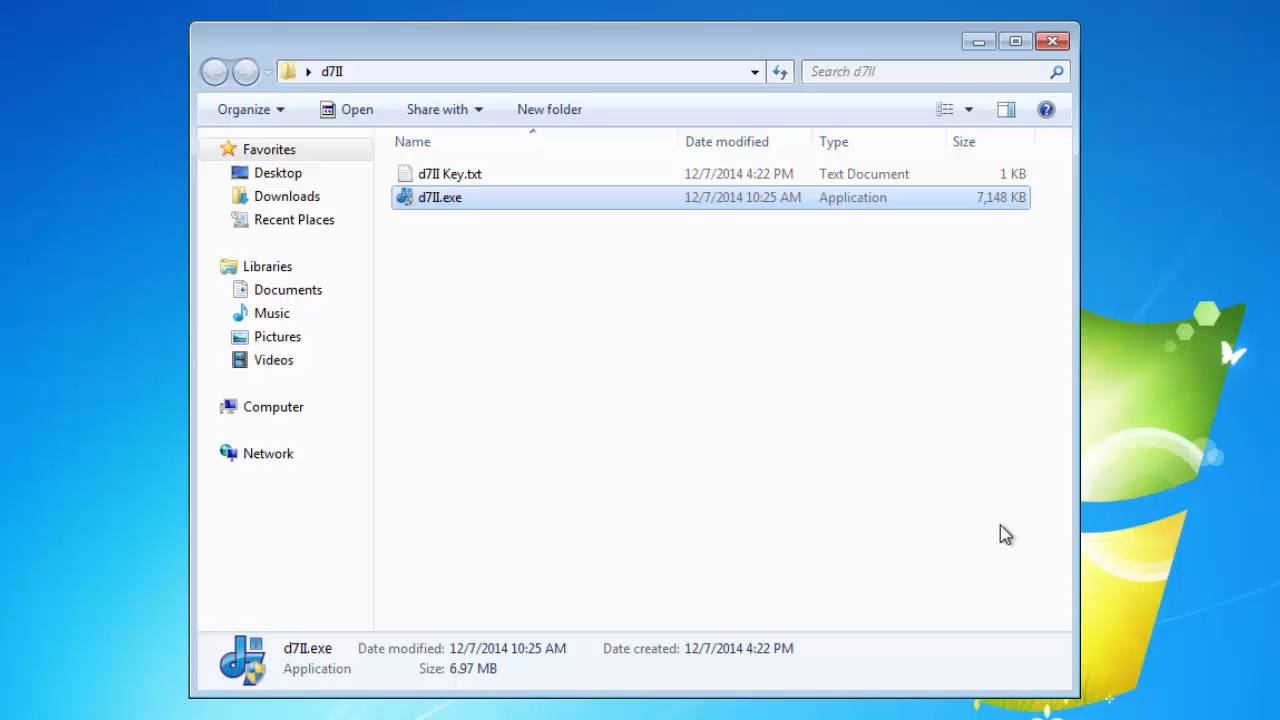 d7II
Search d7II
Organize Open Share with New folder
Name Date modified Type Size
d7II Key.txt 12/7/2014 4:22 PM Text Document 1 KB
d7II.exe 12/7/2014 10:25 AM Application 7,148 KB
Favorites
Desktop
Downloads
Recent Places
Libraries
Documents
Music
Pictures
Videos
Computer
Network
d7II.exe Date modified: 12/7/2014 10:25 AM Date created: 12/7/2014 4:22 PM
Application Size: 6.97 MB